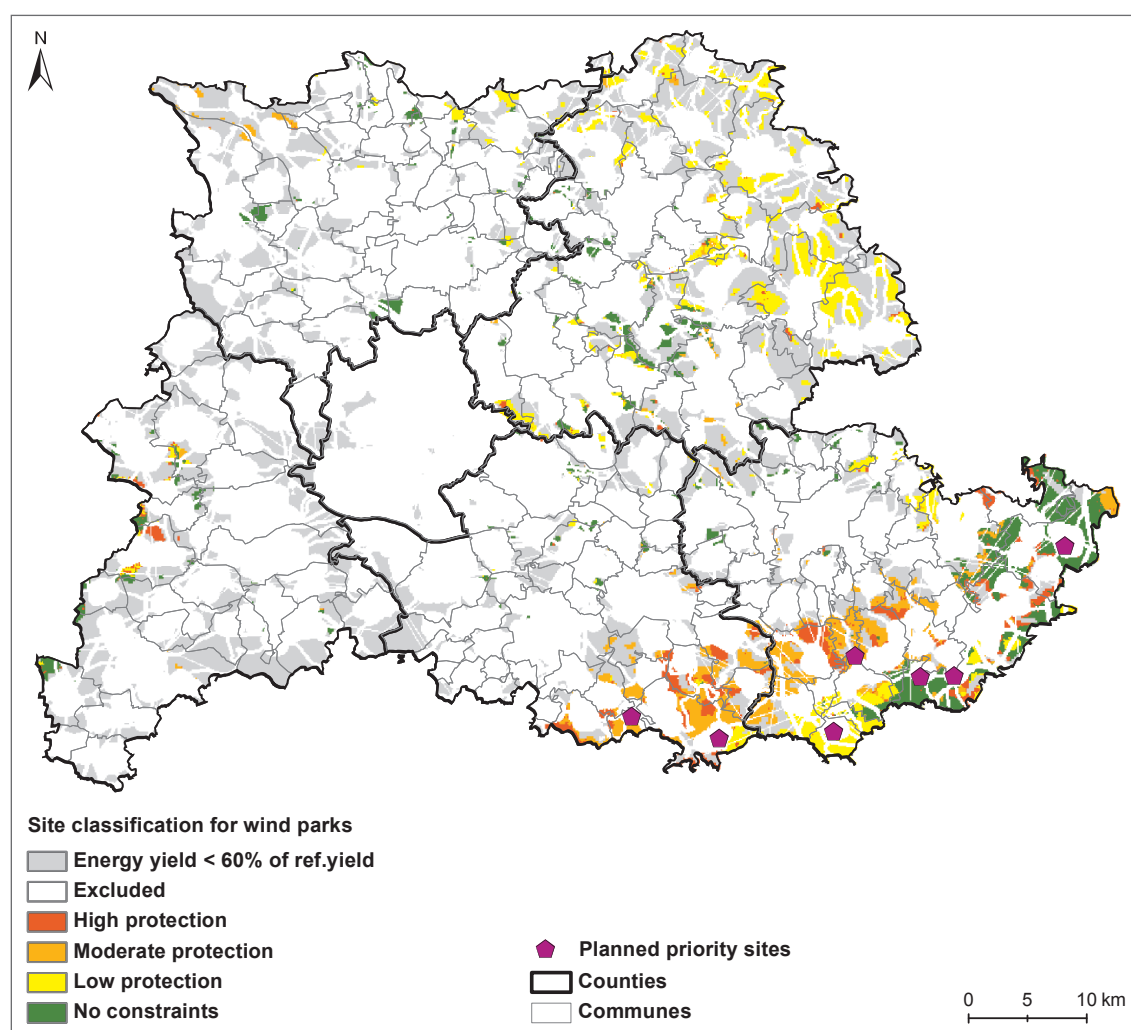 N
Site classification for wind parks
Energy yield < 60% of ref.yield
Excluded
High protection
Moderate protection
Low protection
No constraints
Planned priority sites
Counties
Communes
0 5 10 km